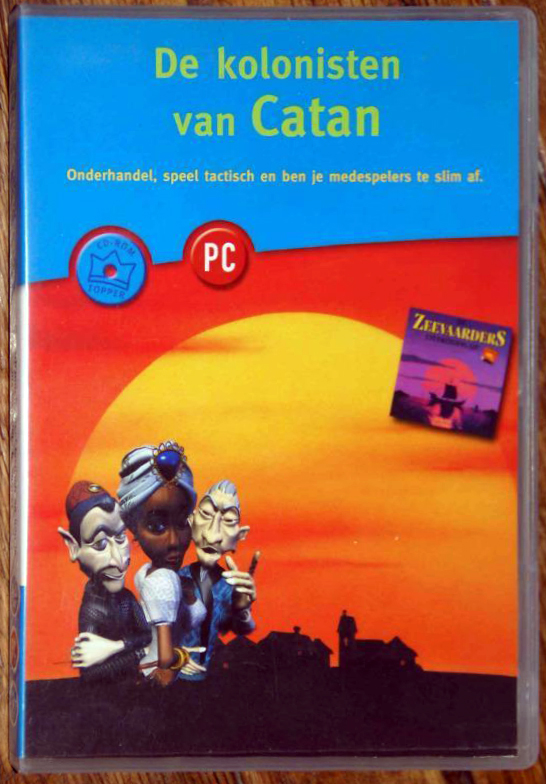 De kolonisten
van Catan
Onderhandel, speel tactisch en ben je medespelers te slim af.
CD-ROM
TOPPER
PC
ZEEVAARDERS